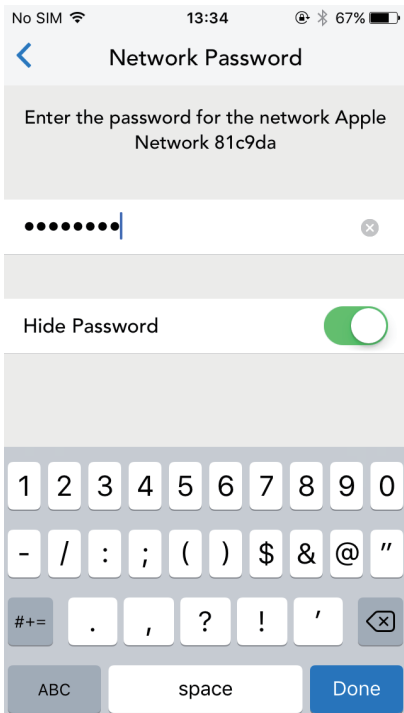 No SIM 13:34 67%
Network Password
Enter the password for the network Apple
Network 81c9da
••••••••
Hide Password
1 2 3 4 5 6 7 8 9 0
- / : ; ( ) $ & @ "
#+= . , ? ! '
ABC space Done